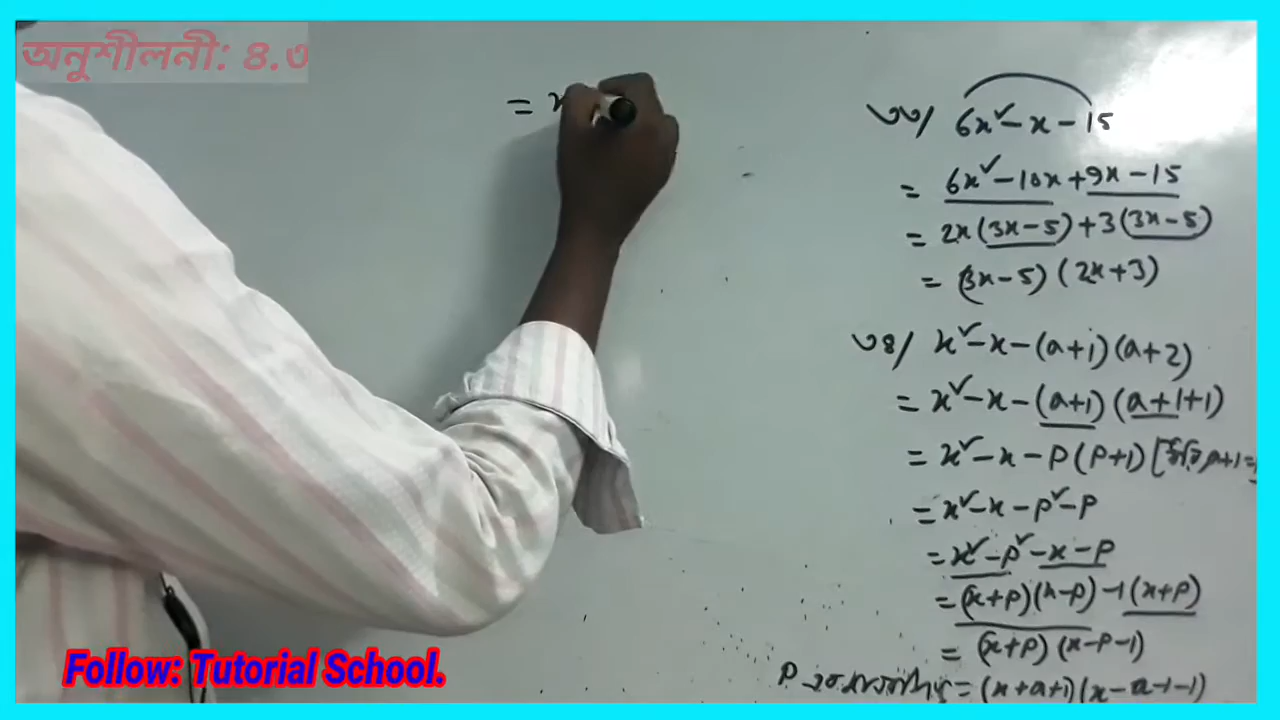 অনুশীলনী: ৪.৩
= x
৩৩/ 6x² - x - 15
= 6x² - 10x + 9x - 15
= 2x(3x - 5) + 3(3x - 5)
= (3x - 5) (2x + 3)
৩৪/ x² - x - (a+1) (a+2)
= x² - x - (a+1) (a+1+1)
= x² - x - p(p+1) [ধরি, a+1 =
= x² - x - p² - p
= x² - p² - x - p
= (x+p)(x-p) - 1(x+p)
= (x+p) (x-p-1)
P = (x+a+1)(x-a-1-1)
Follow: Tutorial School.